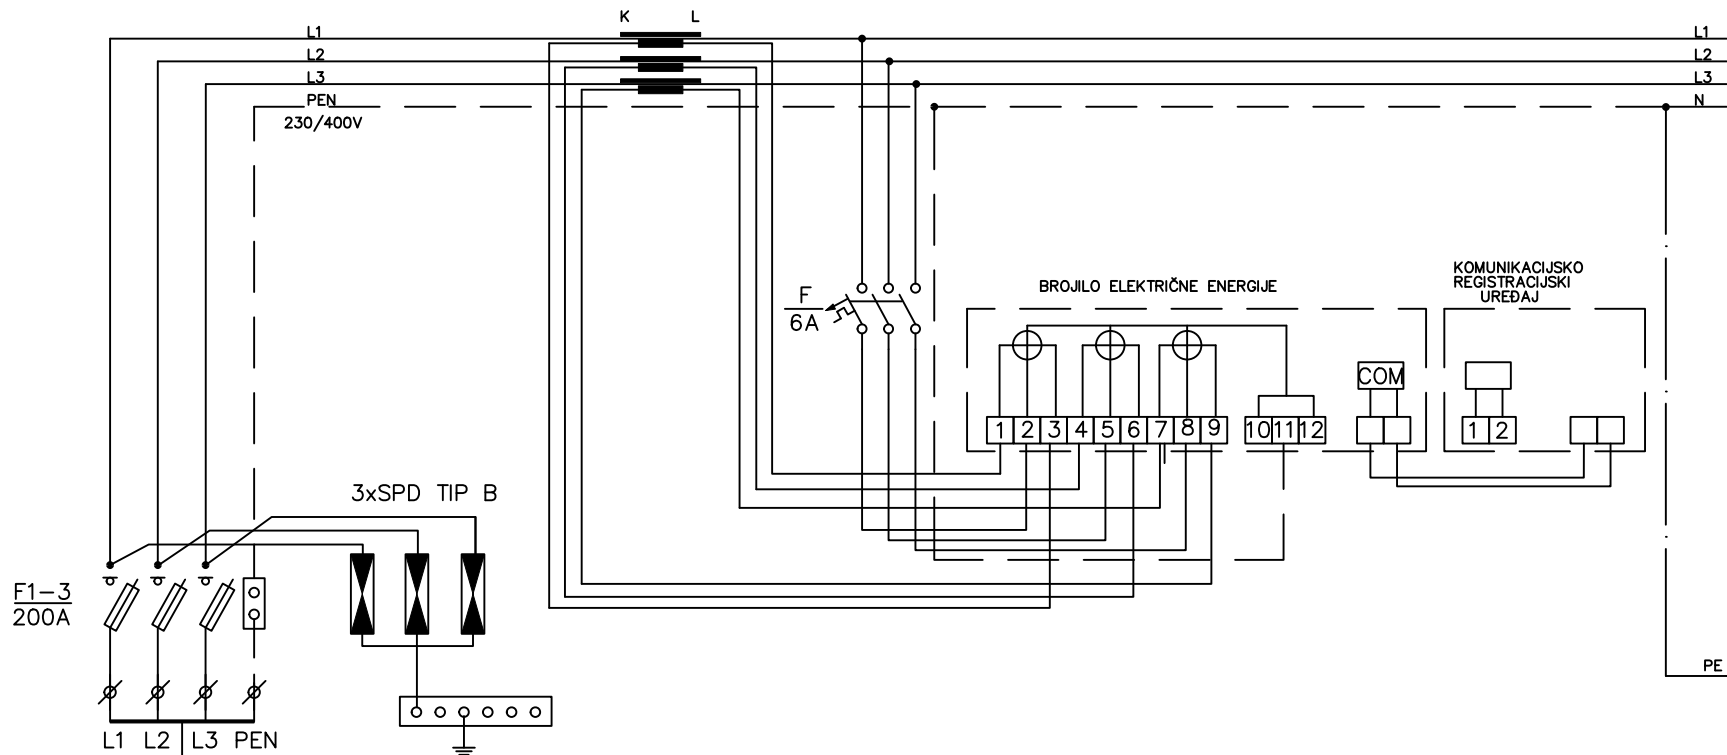 K L
L1 L1
L2 L2
L3 L3
PEN N
230/400V
KOMUNIKACIJSKO
REGISTRACIJSKI
UREĐAJ
BROJILO ELEKTRIČNE ENERGIJE
F
6A
COM
1 2 3 4 5 6 7 8 9 10 11 12 1 2
3xSPD TIP B
F1-3
200A
PE
L1 L2 L3 PEN